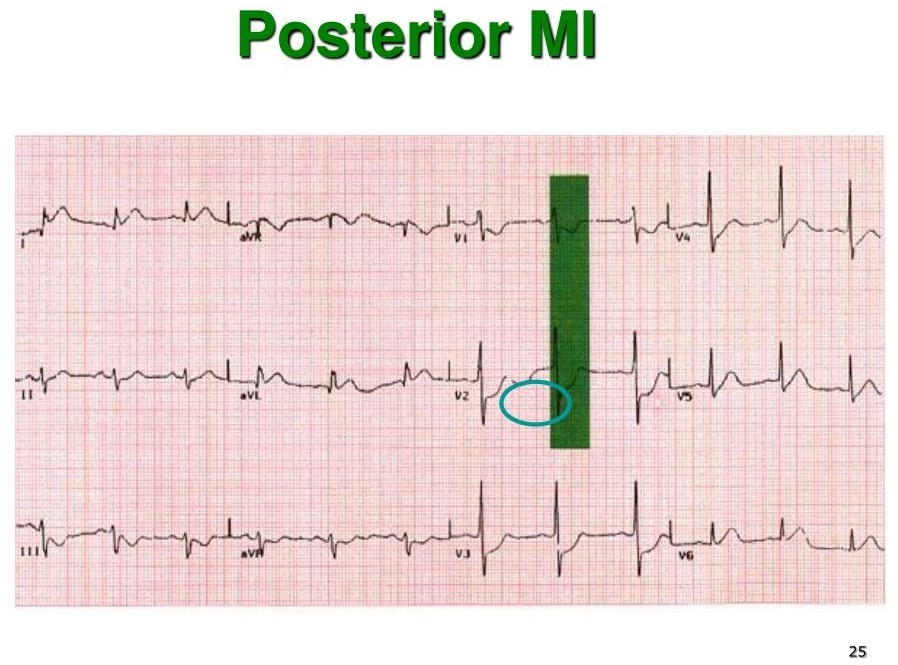 Posterior MI
I aVR V1 V4
II aVL V2 V5
III aVF V3 V6
25